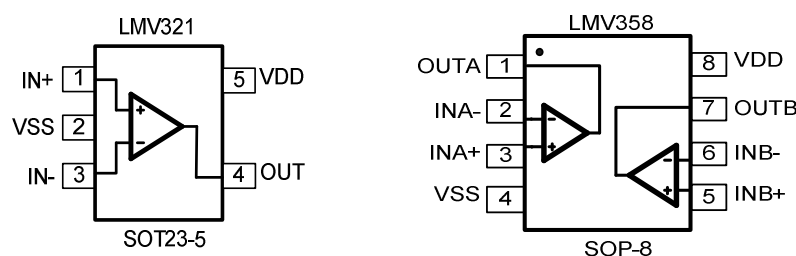 LMV321
IN+ 1
VSS 2
IN- 3
5 VDD
4 OUT
+
-
SOT23-5
LMV358
OUTA 1
INA- 2
INA+ 3
VSS 4
8 VDD
7 OUTB
6 INB-
5 INB+
-
+
-
+
SOP-8